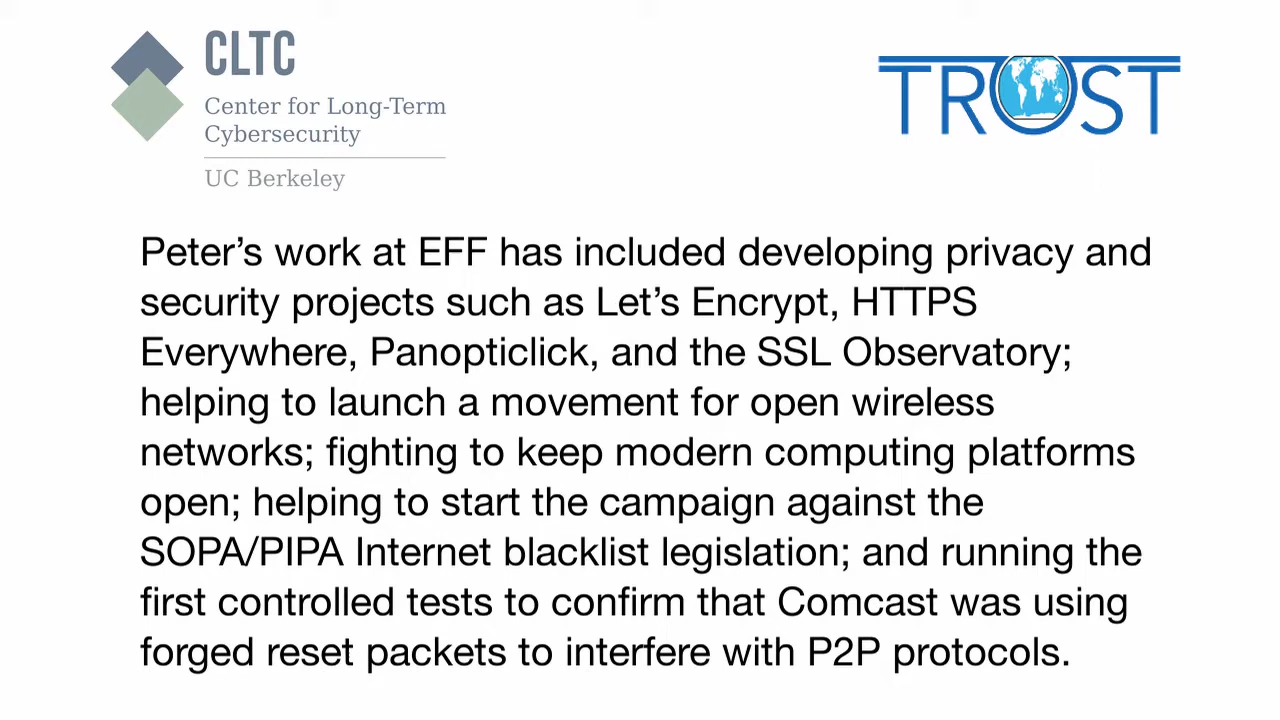 CLTC
Center for Long-Term
Cybersecurity
UC Berkeley
TRUST
Peter’s work at EFF has included developing privacy and
security projects such as Let’s Encrypt, HTTPS
Everywhere, Panopticlick, and the SSL Observatory;
helping to launch a movement for open wireless
networks; fighting to keep modern computing platforms
open; helping to start the campaign against the
SOPA/PIPA Internet blacklist legislation; and running the
first controlled tests to confirm that Comcast was using
forged reset packets to interfere with P2P protocols.